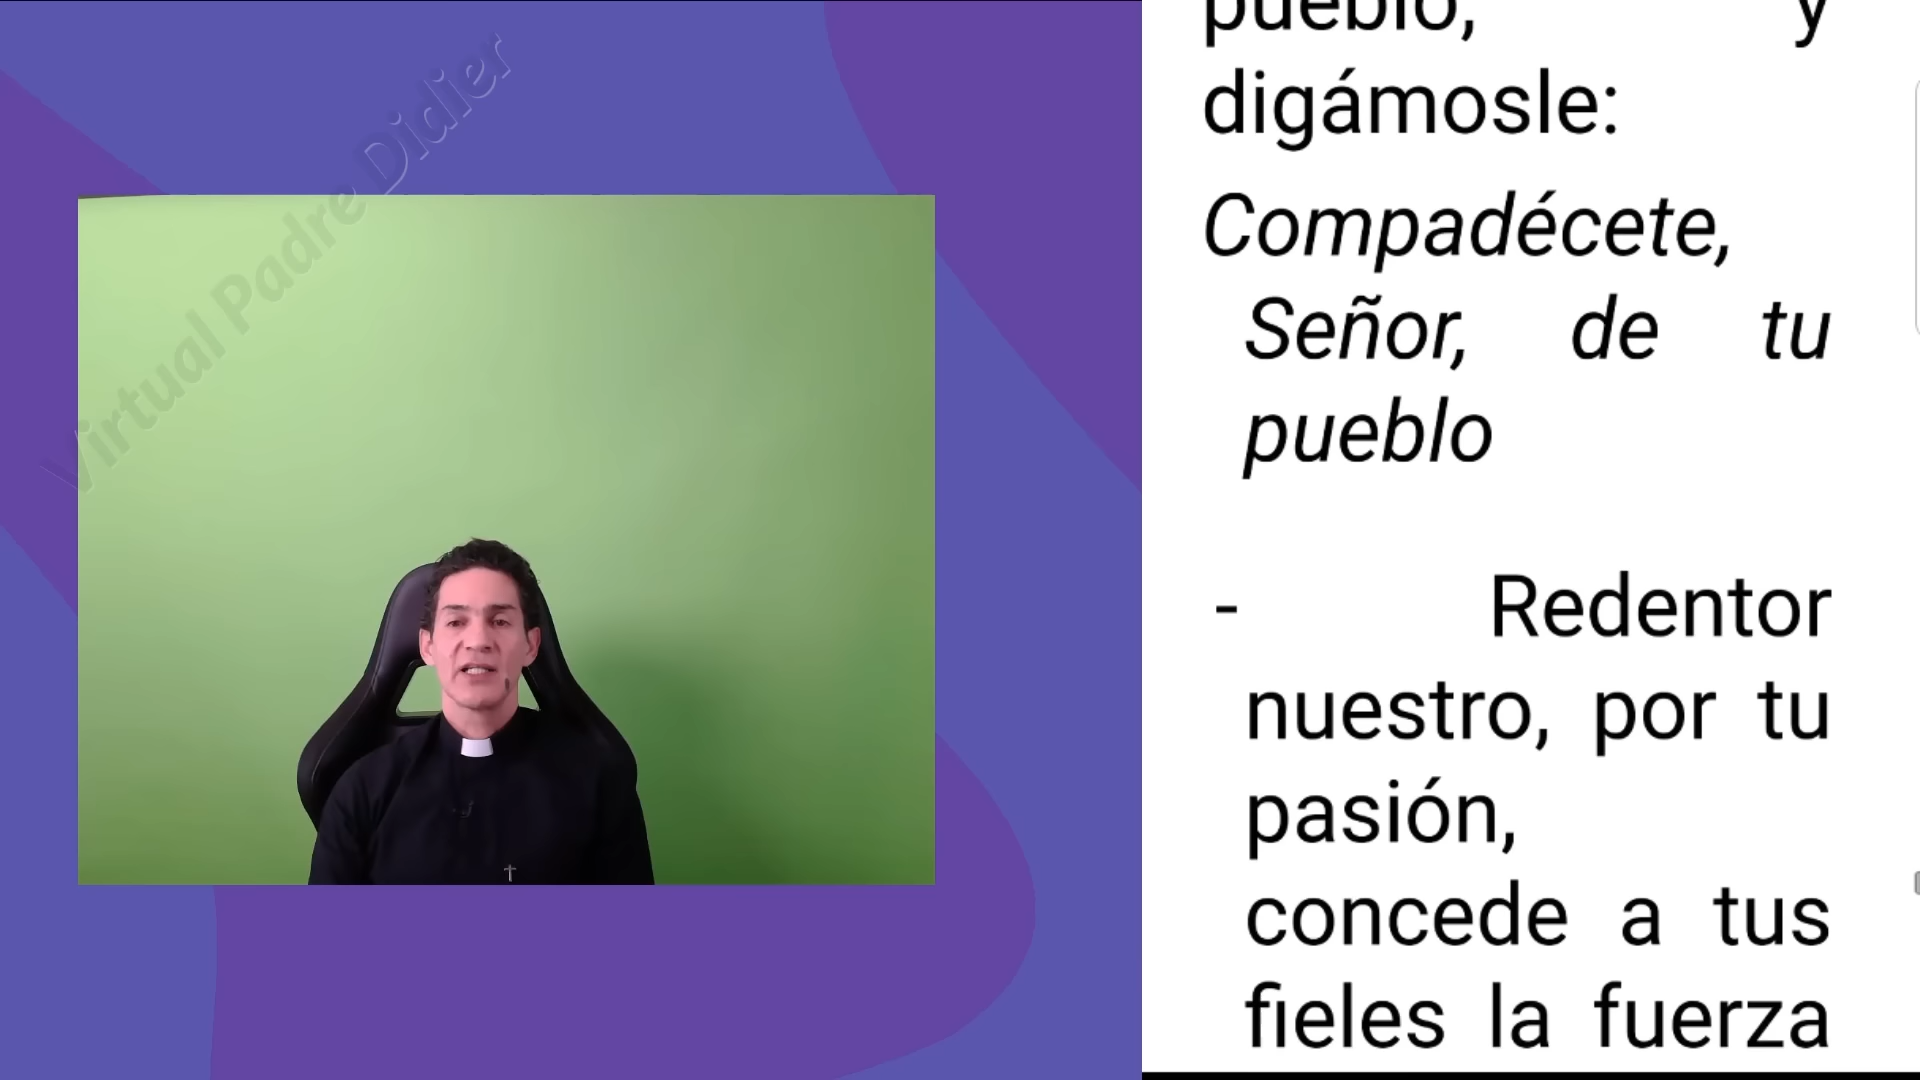 Virtual Padre Didier
pueblo, y
digámosle:
Compadécete,
Señor, de tu
pueblo
- Redentor
nuestro, por tu
pasión,
concede a tus
fieles la fuerza